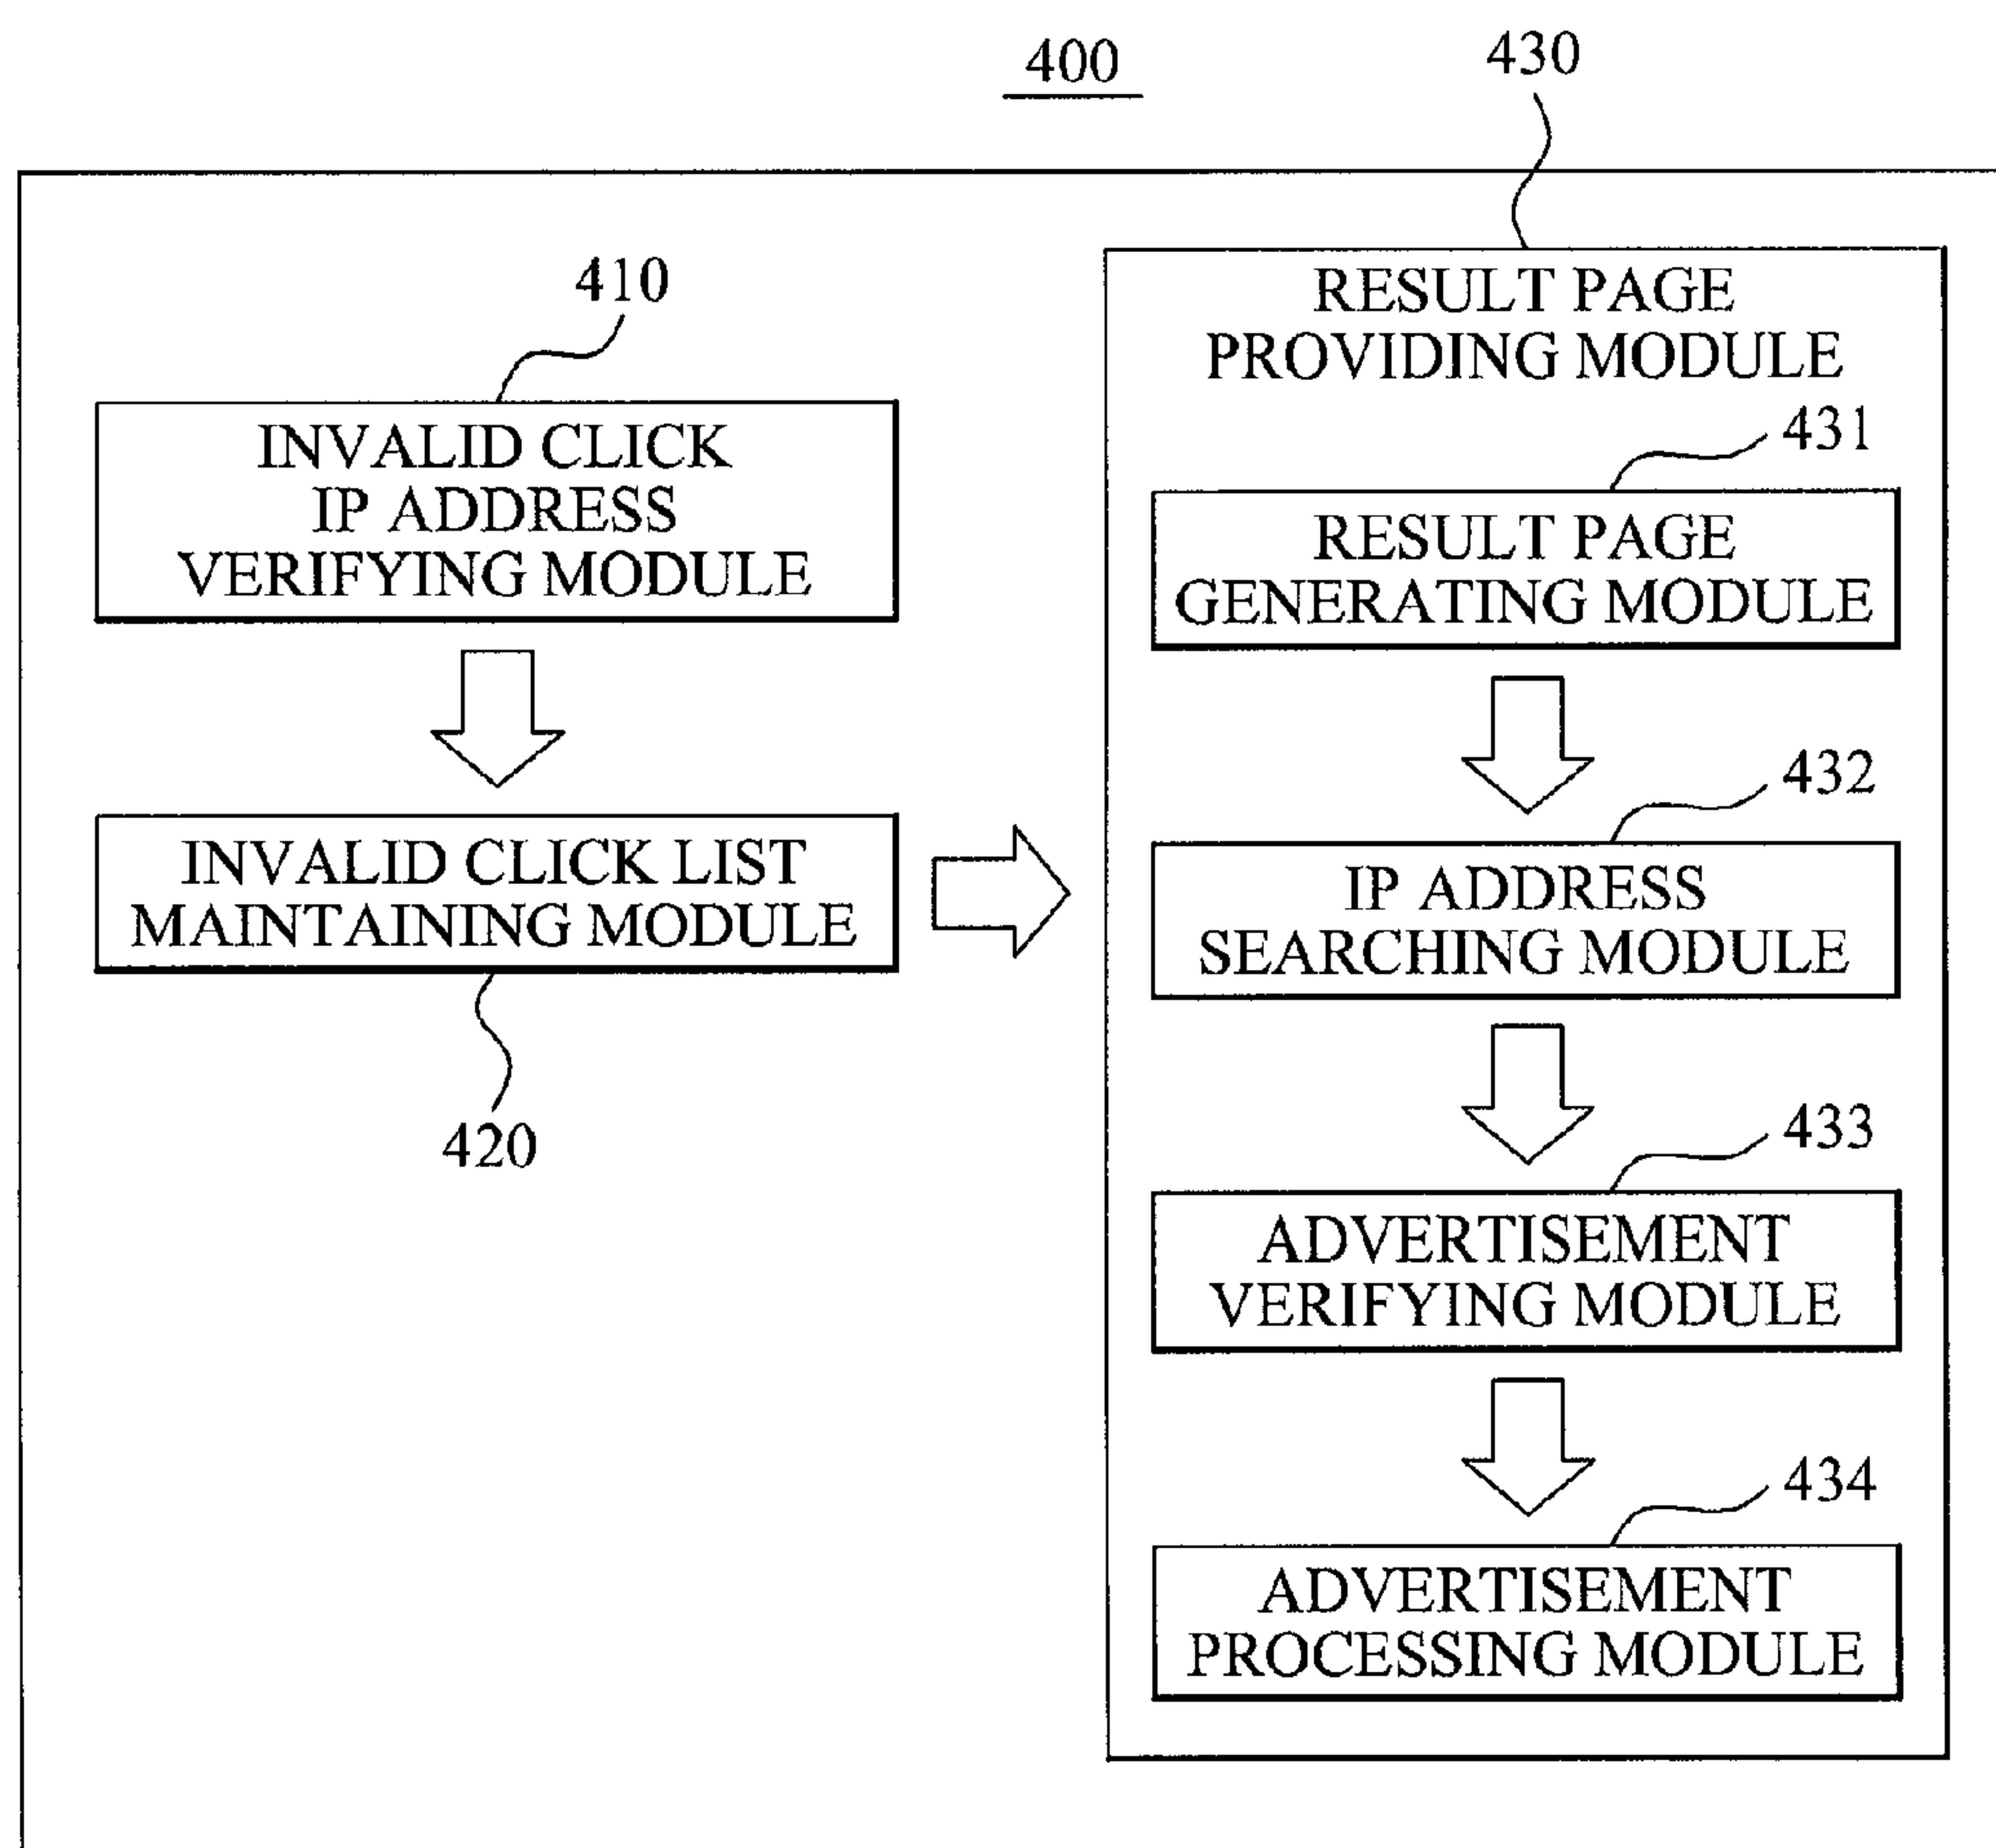 400
430
410
INVALID CLICK
IP ADDRESS
VERIFYING MODULE
INVALID CLICK LIST
MAINTAINING MODULE
420
RESULT PAGE
PROVIDING MODULE
431
RESULT PAGE
GENERATING MODULE
432
IP ADDRESS
SEARCHING MODULE
433
ADVERTISEMENT
VERIFYING MODULE
434
ADVERTISEMENT
PROCESSING MODULE